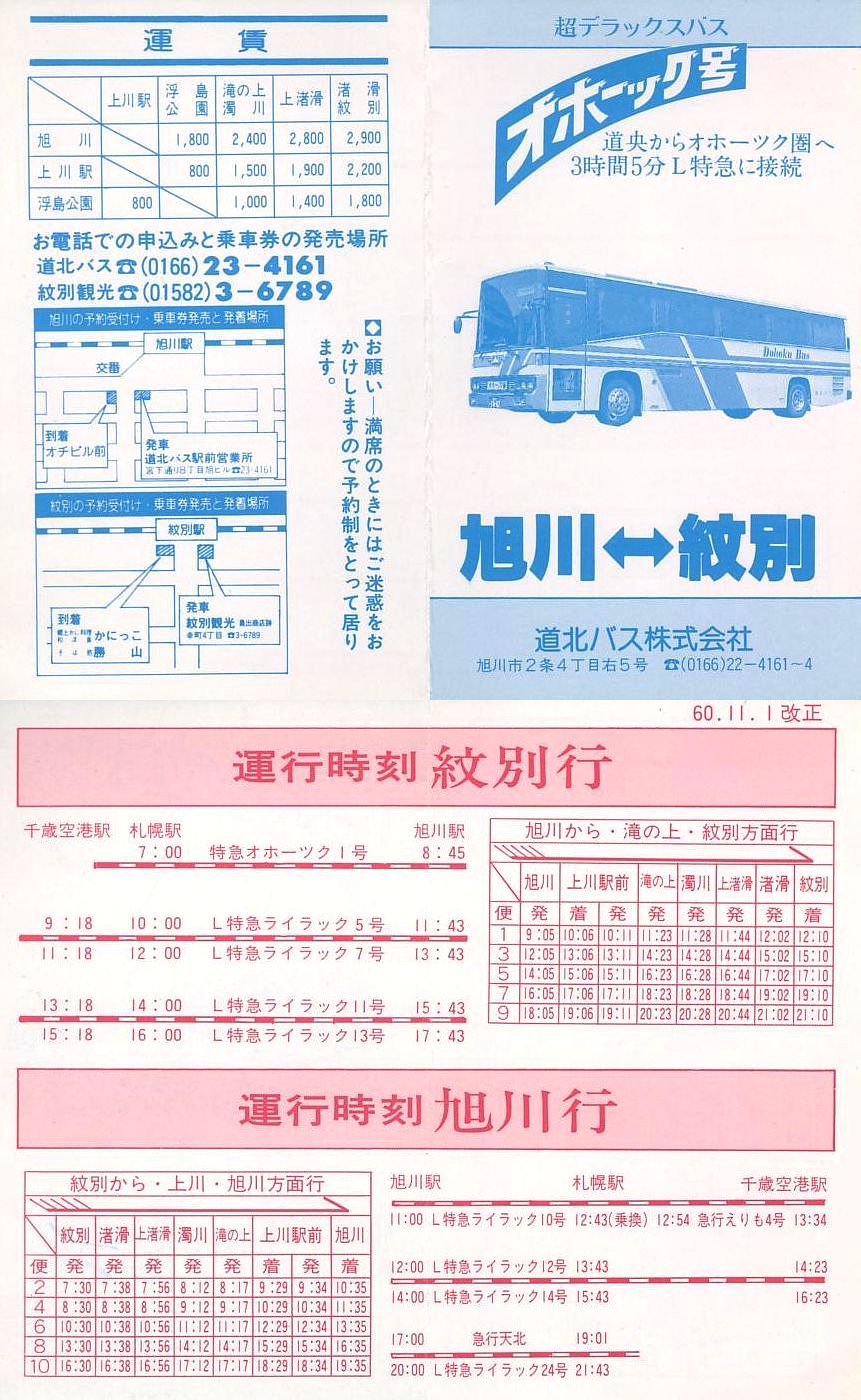 運賃
上川駅 浮島公園 滝の上濁川 上渚滑 渚滑紋別
旭川 1,800 2,400 2,800 2,900
上川駅 800 1,500 1,900 2,200
浮島公園 800 1,000 1,400 1,800
お電話での申込みと乗車券の発売場所
道北バス☎(0166)23-4161
紋別観光☎(01582)3-6789
旭川の予約受付け・乗車券発売と発着場所
旭川駅
交番
到着
オチビル前
発車
道北バス駅前営業所
宮下通り8丁目旭ビル☎23-4161
紋別の予約受付け・乗車券発売と発着場所
紋別駅
到着
かにっこ
勝山
発車
紋別観光
幸町4丁目 ☎3-6789
◆お願い―満席のときにはご迷惑をお
かけしますので予約制をとって居り
ます。
超デラックスバス
オホーツク号
道央からオホーツク圏へ
3時間5分L特急に接続
Dohoku Bus
旭川↔紋別
道北バス株式会社
旭川市2条4丁目右5号 ☎(0166)22-4161~4
60.11.1改正
運行時刻 紋別行
千歳空港駅 札幌駅 旭川駅
7:00 特急オホーツク1号 8:45
9:18 10:00 L特急ライラック5号 11:43
11:18 12:00 L特急ライラック7号 13:43
13:18 14:00 L特急ライラック11号 15:43
15:18 16:00 L特急ライラック13号 17:43
旭川から・滝の上・紋別方面行
旭川 上川駅前 滝の上 濁川 上渚滑 渚滑 紋別
便 発 着 発 発 発 発 発 着
1 9:05 10:06 10:11 11:23 11:28 11:44 12:02 12:10
3 12:05 13:06 13:11 14:23 14:28 14:44 15:02 15:10
5 14:05 15:06 15:11 16:23 16:28 16:44 17:02 17:10
7 16:05 17:06 17:11 18:23 18:28 18:44 19:02 19:10
9 18:05 19:06 19:11 20:23 20:28 20:44 21:02 21:10
運行時刻 旭川行
紋別から・上川・旭川方面行
紋別 渚滑 上渚滑 濁川 滝の上 上川駅前 旭川
便 発 発 発 発 発 着 発 着
2 7:30 7:38 7:56 8:12 8:17 9:29 9:34 10:35
4 8:30 8:38 8:56 9:12 9:17 10:29 10:34 11:35
6 10:30 10:38 10:56 11:12 11:17 12:29 12:34 13:35
8 13:30 13:38 13:56 14:12 14:17 15:29 15:34 16:35
10 16:30 16:38 16:56 17:12 17:17 18:29 18:34 19:35
旭川駅 札幌駅 千歳空港駅
11:00 L特急ライラック10号 12:43(乗換) 12:54 急行えりも4号 13:34
12:00 L特急ライラック12号 13:43 14:23
14:00 L特急ライラック14号 15:43 16:23
17:00 急行天北 19:01
20:00 L特急ライラック24号 21:43